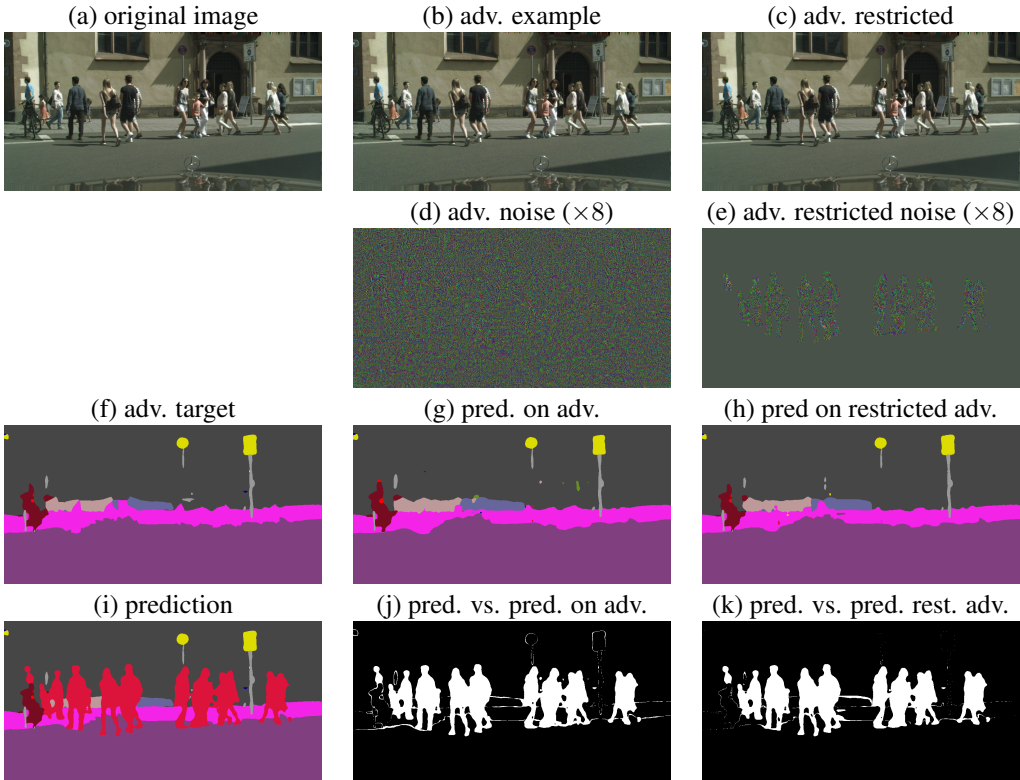 (a) original image
(b) adv. example
(c) adv. restricted
(d) adv. noise (×8)
(e) adv. restricted noise (×8)
(f) adv. target
(g) pred. on adv.
(h) pred on restricted adv.
(i) prediction
(j) pred. vs. pred. on adv.
(k) pred. vs. pred. rest. adv.